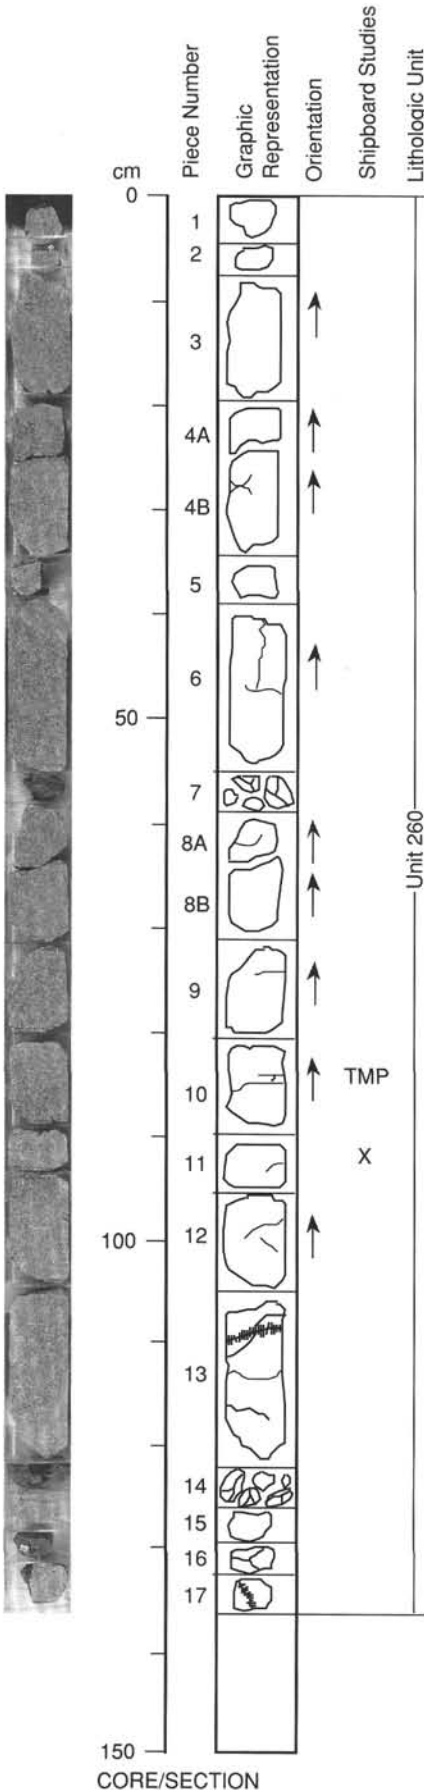 Piece Number
Graphic
Representation
Orientation
Shipboard Studies
Lithologic Unit
cm
0
1
2
3
4A
4B
5
6
50
7
8A
Unit 260
8B
9
10
TMP
11
X
12
100
13
14
15
16
17
150
CORE/SECTION